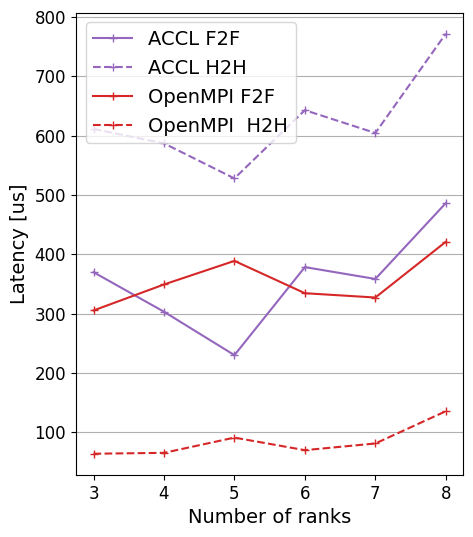 800
700
600
500
400
300
200
100
Latency [us]
ACCL F2F
ACCL H2H
OpenMPI F2F
OpenMPI  H2H
3 4 5 6 7 8
Number of ranks